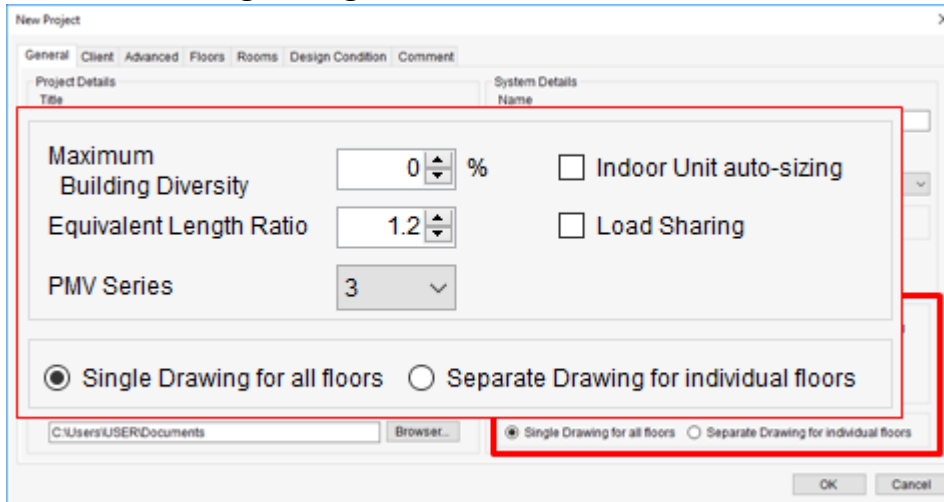 New Project
General Client Advanced Floors Rooms Design Condition Comment
Project Details
Title
System Details
Name
Maximum
Building Diversity
0 %
Indoor Unit auto-sizing
Equivalent Length Ratio
1.2
Load Sharing
PMV Series
3
Single Drawing for all floors
Separate Drawing for individual floors
C:\Users\USER\Documents
Browser...
Single Drawing for all floors
Separate Drawing for individual floors
OK
Cancel